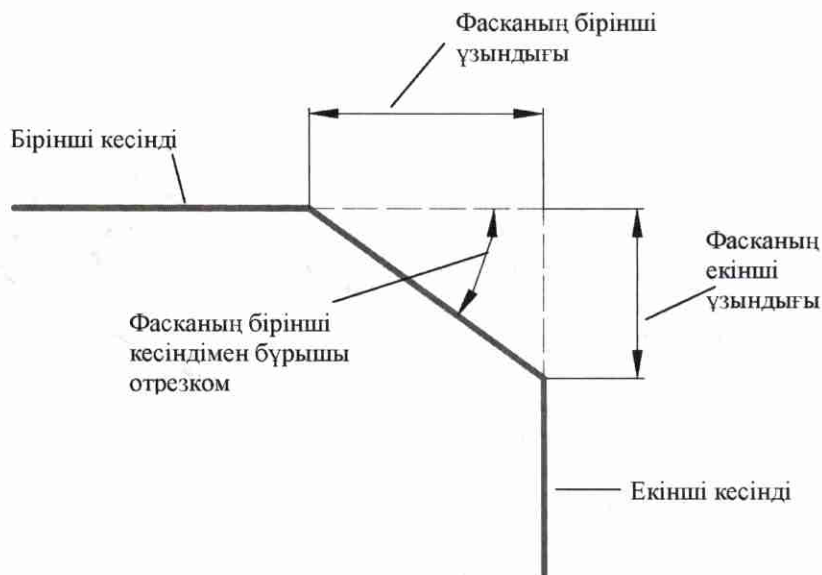 Фасканың бірінші
ұзындығы
Бірінші кесінді
Фасканың
екінші
ұзындығы
Фасканың бірінші
кесіндімен бұрышы
отрезком
Екінші кесінді